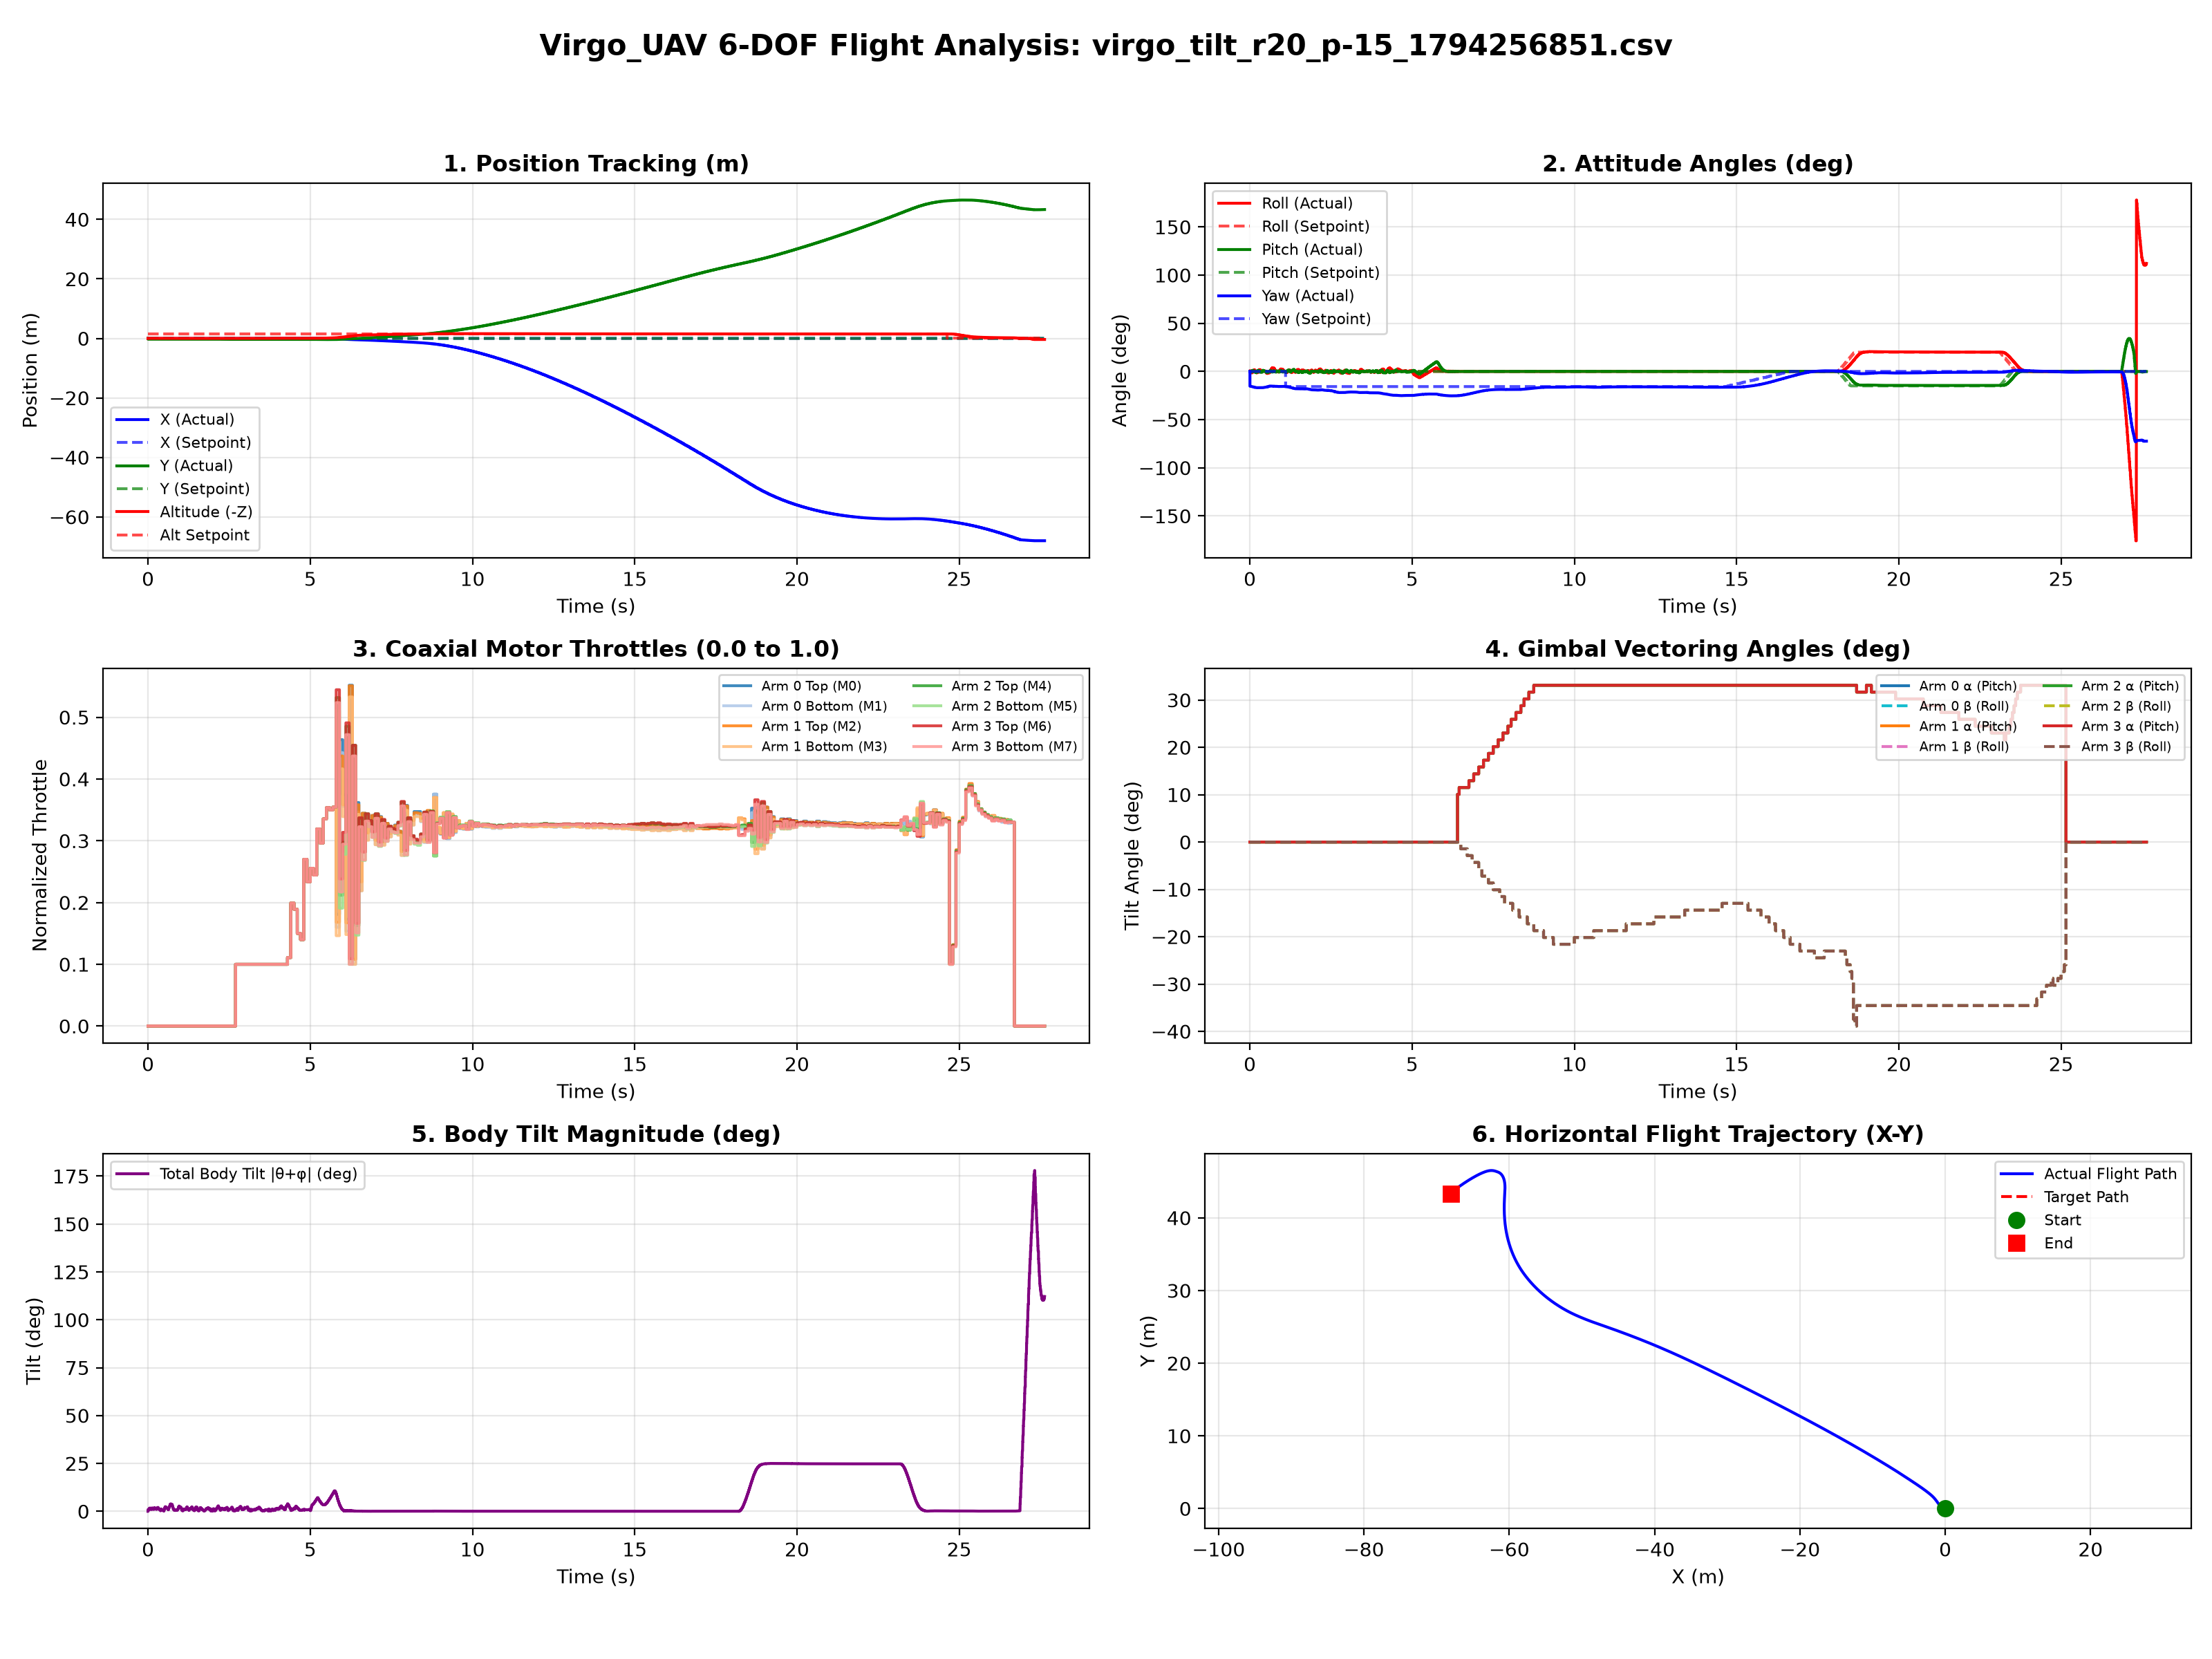 Virgo_UAV 6-DOF Flight Analysis: virgo_tilt_r20_p-15_1794256851.csv
1. Position Tracking (m)
Position (m)
40
20
0
−20
−40
−60
X (Actual)
X (Setpoint)
Y (Actual)
Y (Setpoint)
Altitude (-Z)
Alt Setpoint
0 5 10 15 20 25
Time (s)
2. Attitude Angles (deg)
Angle (deg)
150
100
50
0
−50
−100
−150
Roll (Actual)
Roll (Setpoint)
Pitch (Actual)
Pitch (Setpoint)
Yaw (Actual)
Yaw (Setpoint)
0 5 10 15 20 25
Time (s)
3. Coaxial Motor Throttles (0.0 to 1.0)
Normalized Throttle
0.5
0.4
0.3
0.2
0.1
0.0
Arm 0 Top (M0) Arm 2 Top (M4)
Arm 0 Bottom (M1) Arm 2 Bottom (M5)
Arm 1 Top (M2) Arm 3 Top (M6)
Arm 1 Bottom (M3) Arm 3 Bottom (M7)
0 5 10 15 20 25
Time (s)
4. Gimbal Vectoring Angles (deg)
Tilt Angle (deg)
30
20
10
0
−10
−20
−30
−40
Arm 0 α (Pitch) Arm 2 α (Pitch)
Arm 0 β (Roll) Arm 2 β (Roll)
Arm 1 α (Pitch) Arm 3 α (Pitch)
Arm 1 β (Roll) Arm 3 β (Roll)
0 5 10 15 20 25
Time (s)
5. Body Tilt Magnitude (deg)
Tilt (deg)
175
150
125
100
75
50
25
0
Total Body Tilt |θ+φ| (deg)
0 5 10 15 20 25
Time (s)
6. Horizontal Flight Trajectory (X-Y)
Y (m)
40
30
20
10
0
Actual Flight Path
Target Path
Start
End
−100 −80 −60 −40 −20 0 20
X (m)